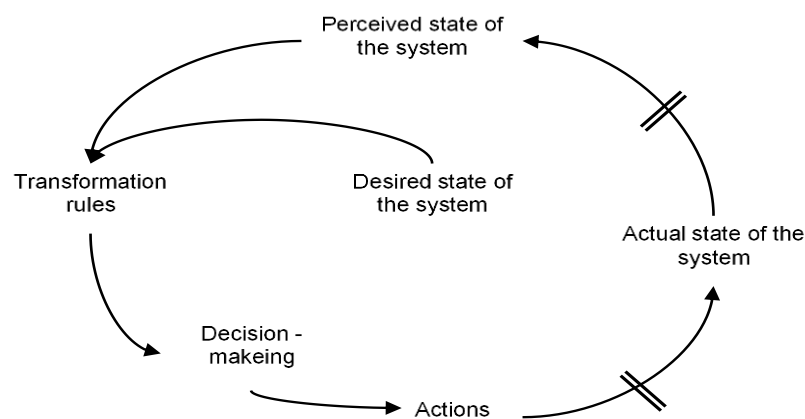 Perceived state of
the system
Transformation
rules
Desired state of
the system
Actual state of the
system
Decision -
makeing
Actions